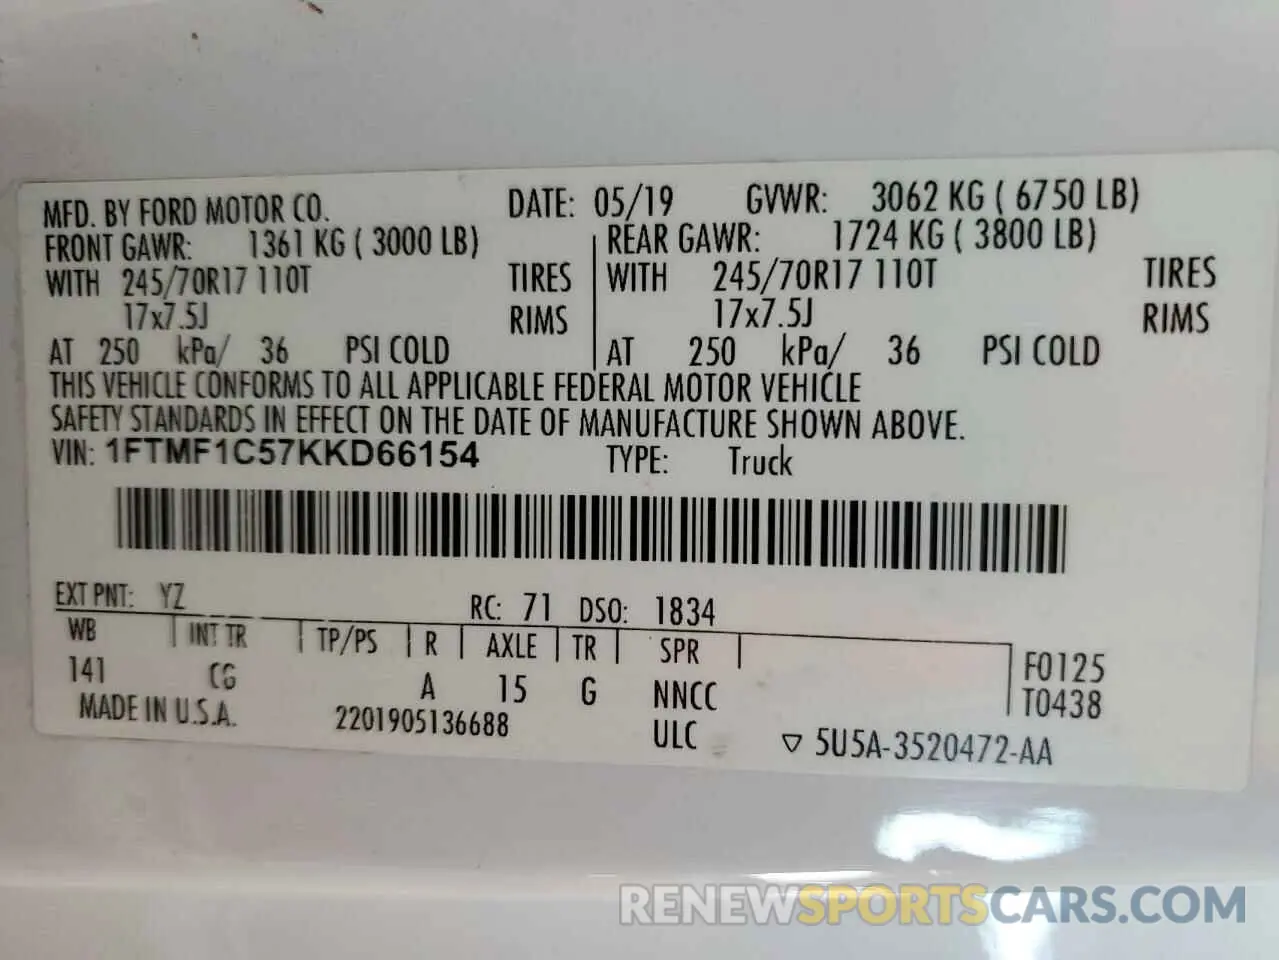 MFD. BY FORD MOTOR CO. DATE: 05/19 GVWR: 3062 KG ( 6750 LB)
FRONT GAWR: 1361 KG ( 3000 LB) REAR GAWR: 1724 KG ( 3800 LB)
WITH 245/70R17 110T TIRES WITH 245/70R17 110T TIRES
17x7.5J RIMS 17x7.5J RIMS
AT 250 kPa/ 36 PSI COLD AT 250 kPa/ 36 PSI COLD
THIS VEHICLE CONFORMS TO ALL APPLICABLE FEDERAL MOTOR VEHICLE
SAFETY STANDARDS IN EFFECT ON THE DATE OF MANUFACTURE SHOWN ABOVE.
VIN: 1FTMF1C57KKD66154 TYPE: Truck
EXT PNT: YZ RC: 71 DSO: 1834
WB INT TR TP/PS R AXLE TR SPR F0125
141 CG A 15 G NNCC T0438
MADE IN U.S.A. 2201905136688 ULC ▽ 5U5A-3520472-AA
RENEWSPORTSCARS.COM